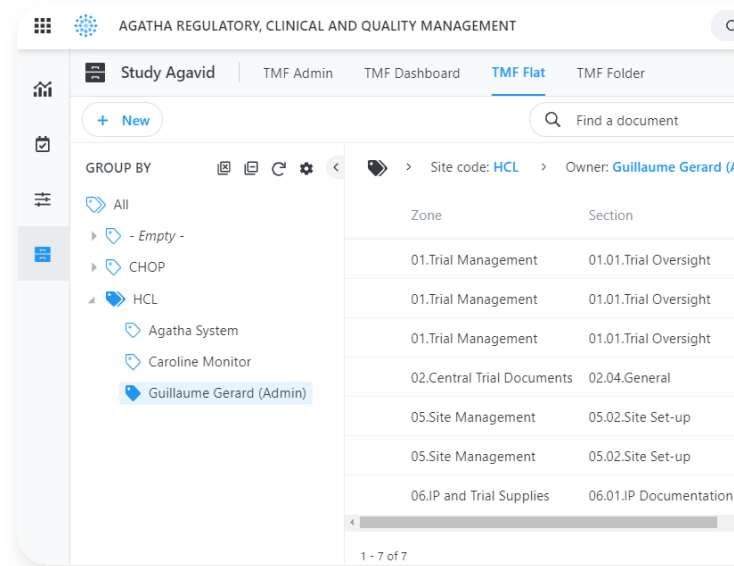 AGATHA REGULATORY, CLINICAL AND QUALITY MANAGEMENT
Study Agavid TMF Admin TMF Dashboard TMF Flat TMF Folder
+ New Find a document
GROUP BY Site code: HCL > Owner: Guillaume Gerard (
All
Zone Section
- Empty -
01.Trial Management 01.01.Trial Oversight
CHOP
HCL
01.Trial Management 01.01.Trial Oversight
Agatha System
01.Trial Management 01.01.Trial Oversight
Caroline Monitor
02.Central Trial Documents 02.04.General
Guillaume Gerard (Admin)
05.Site Management 05.02.Site Set-up
05.Site Management 05.02.Site Set-up
06.IP and Trial Supplies 06.01.IP Documentation
1 - 7 of 7